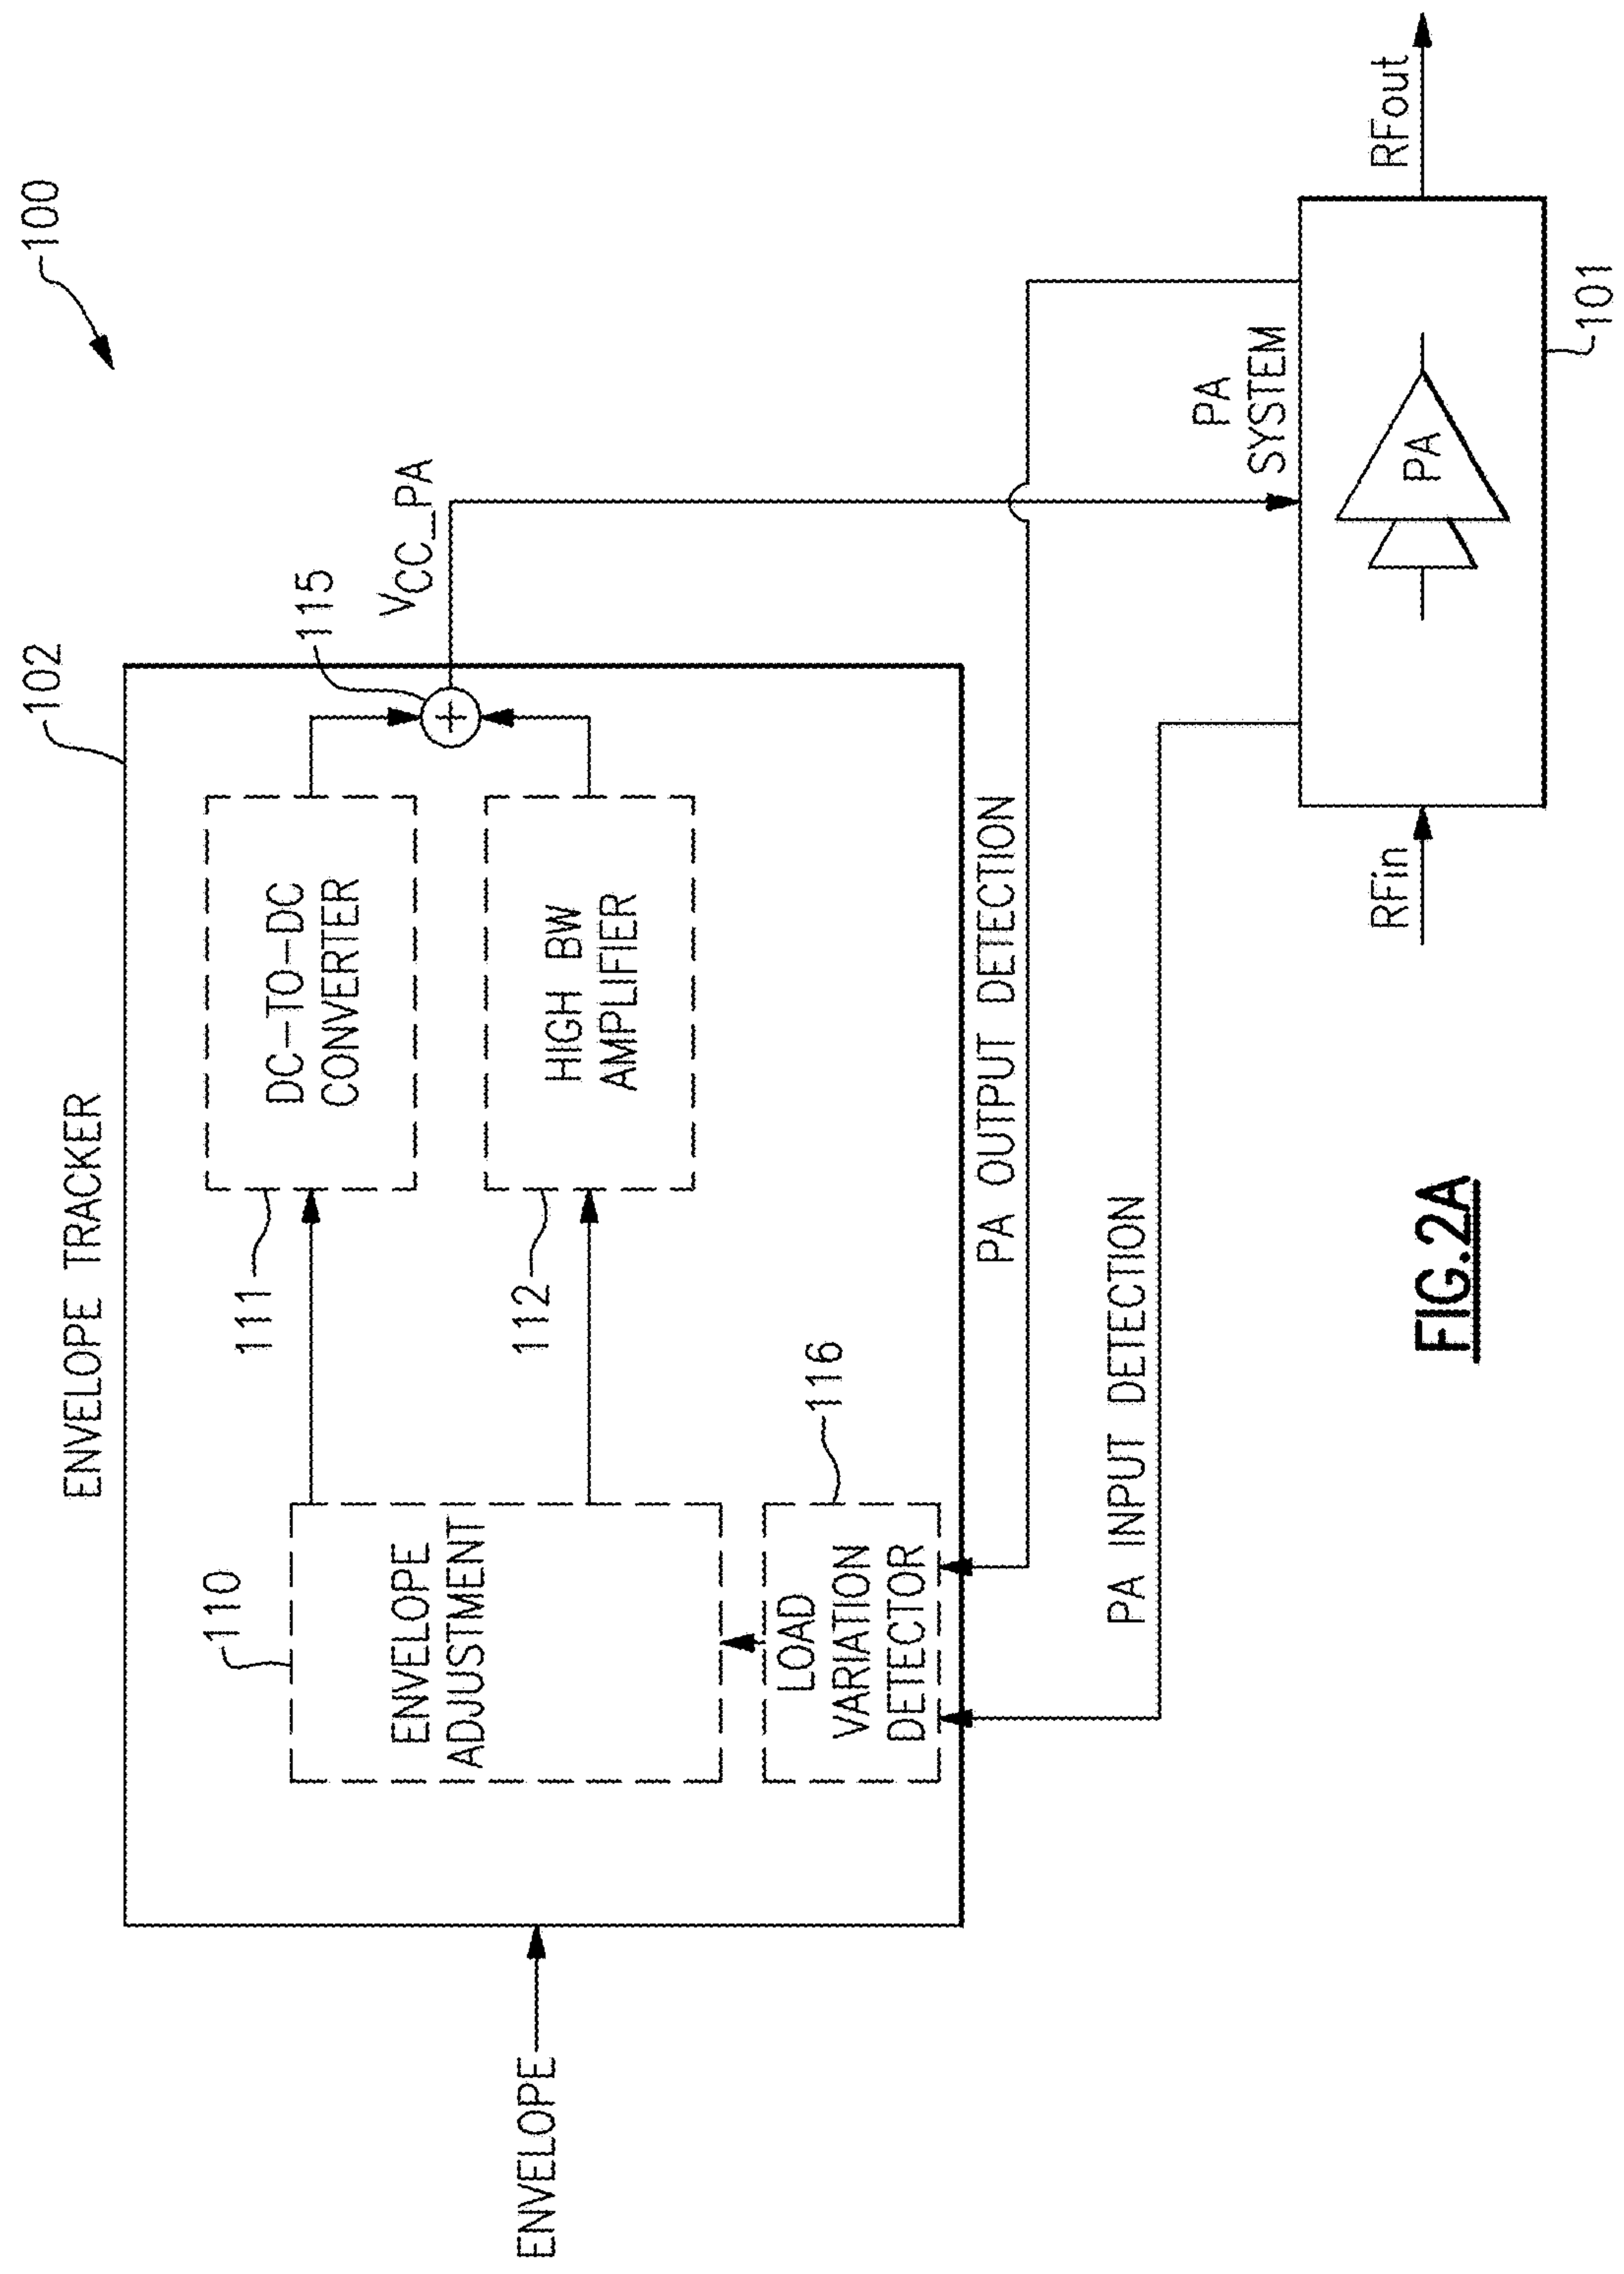 100
ENVELOPE TRACKER
102
110
ENVELOPE
ADJUSTMENT
111
DC-TO-DC
CONVERTER
115
VCC_PA
112
HIGH BW
AMPLIFIER
ENVELOPE
LOAD
VARIATION
DETECTOR
116
PA OUTPUT DETECTION
PA INPUT DETECTION
PA
SYSTEM
RFin
PA
RFout
101
FIG.2A